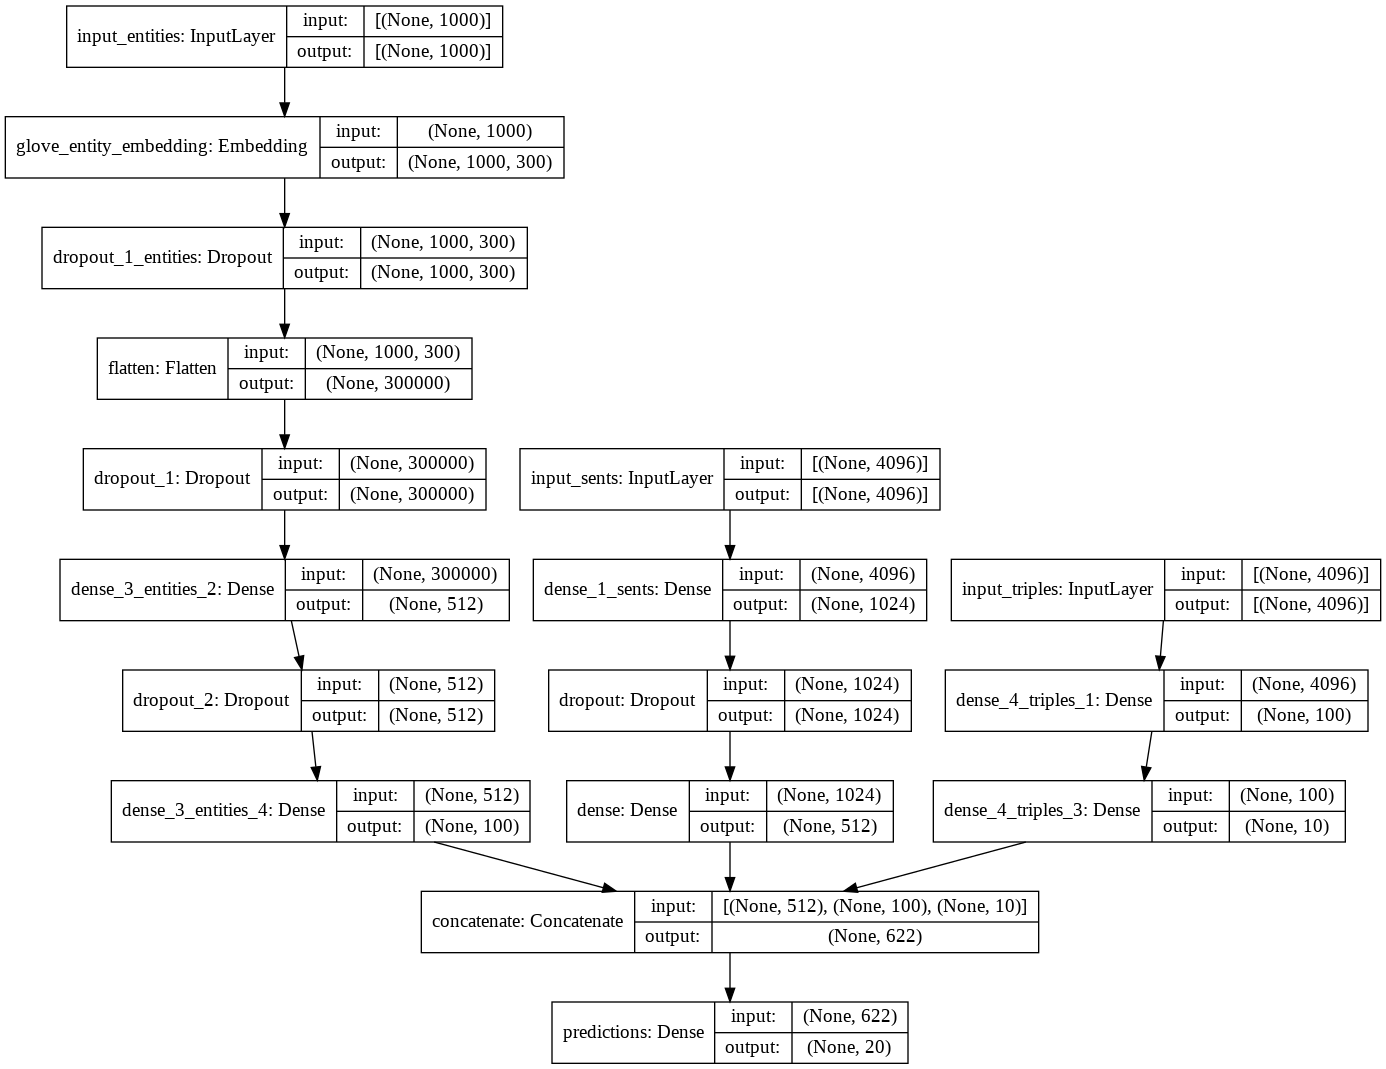 input_entities: InputLayer
input: [(None, 1000)]
output: [(None, 1000)]
glove_entity_embedding: Embedding
input: (None, 1000)
output: (None, 1000, 300)
dropout_1_entities: Dropout
input: (None, 1000, 300)
output: (None, 1000, 300)
flatten: Flatten
input: (None, 1000, 300)
output: (None, 300000)
dropout_1: Dropout
input: (None, 300000)
output: (None, 300000)
input_sents: InputLayer
input: [(None, 4096)]
output: [(None, 4096)]
dense_3_entities_2: Dense
input: (None, 300000)
output: (None, 512)
dense_1_sents: Dense
input: (None, 4096)
output: (None, 1024)
input_triples: InputLayer
input: [(None, 4096)]
output: [(None, 4096)]
dropout_2: Dropout
input: (None, 512)
output: (None, 512)
dropout: Dropout
input: (None, 1024)
output: (None, 1024)
dense_4_triples_1: Dense
input: (None, 4096)
output: (None, 100)
dense_3_entities_4: Dense
input: (None, 512)
output: (None, 100)
dense: Dense
input: (None, 1024)
output: (None, 512)
dense_4_triples_3: Dense
input: (None, 100)
output: (None, 10)
concatenate: Concatenate
input: [(None, 512), (None, 100), (None, 10)]
output: (None, 622)
predictions: Dense
input: (None, 622)
output: (None, 20)